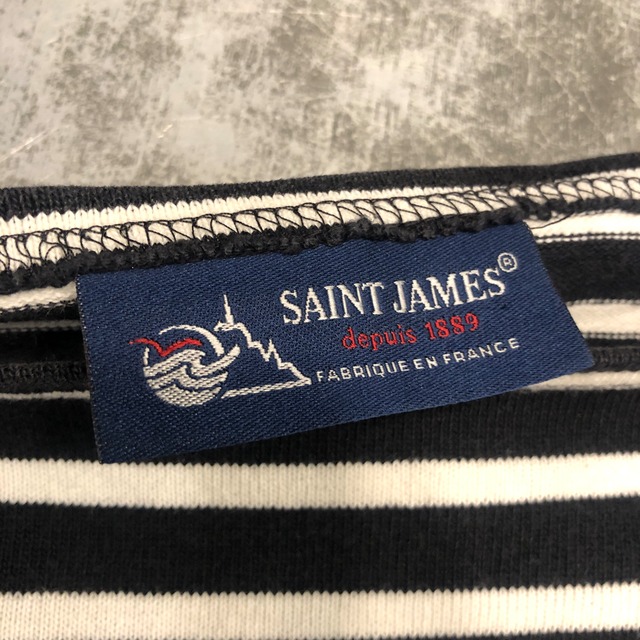 SAINT JAMES®
depuis 1889
FABRIQUE EN FRANCE